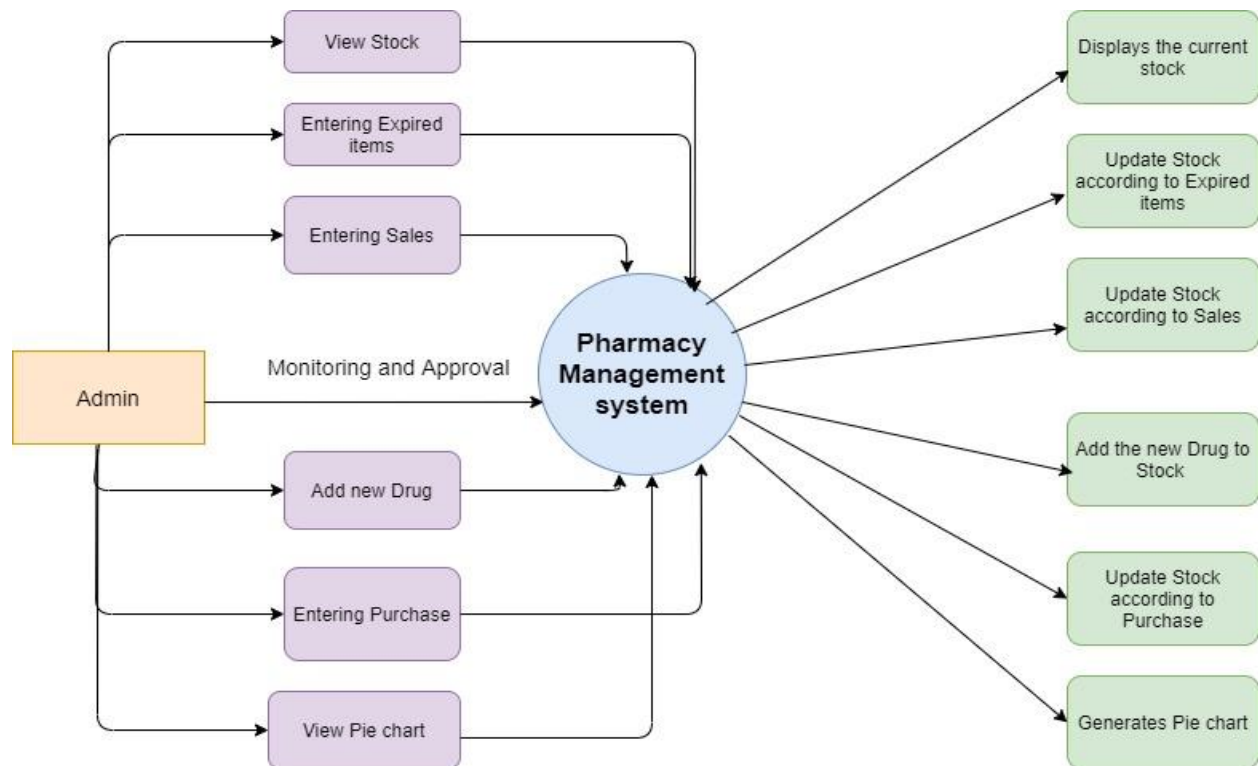 View Stock
Entering Expired
items
Entering Sales
Admin
Monitoring and Approval
Add new Drug
Entering Purchase
View Pie chart
Pharmacy
Management
system
Displays the current
stock
Update Stock
according to Expired
items
Update Stock
according to Sales
Add the new Drug to
Stock
Update Stock
according to
Purchase
Generates Pie chart